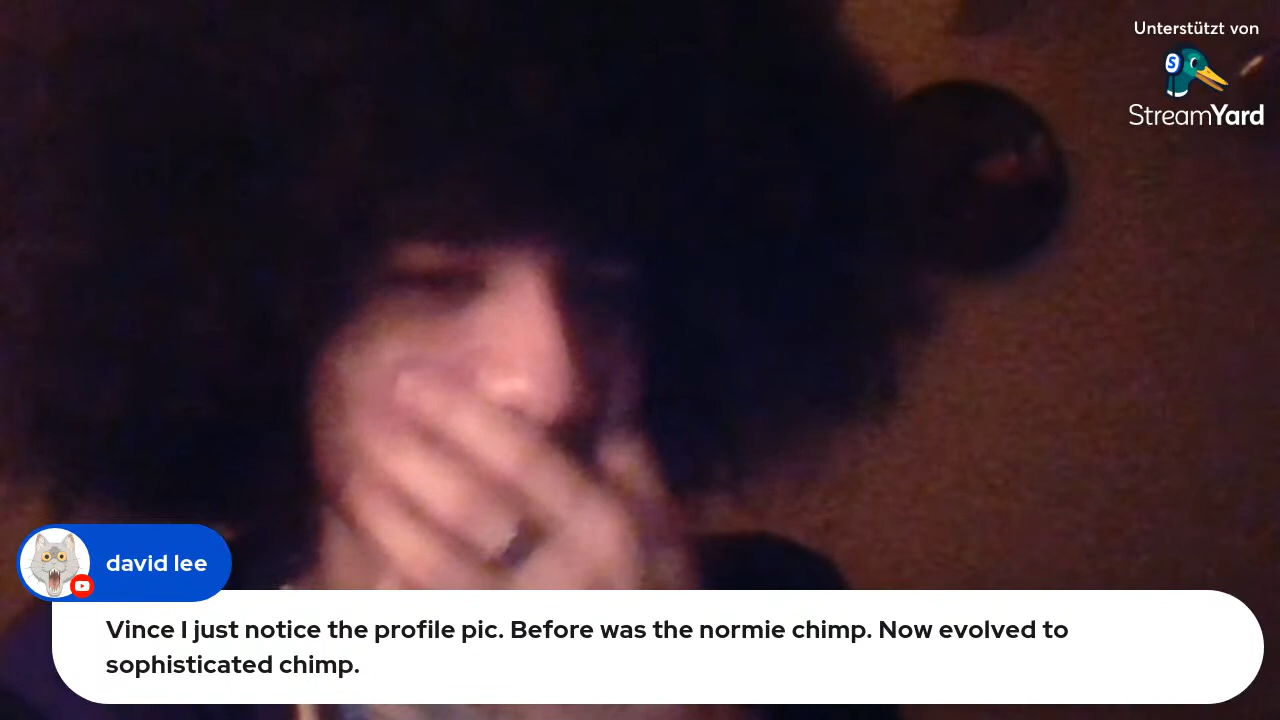 Unterstützt von
StreamYard
david lee
Vince I just notice the profile pic. Before was the normie chimp. Now evolved to
sophisticated chimp.